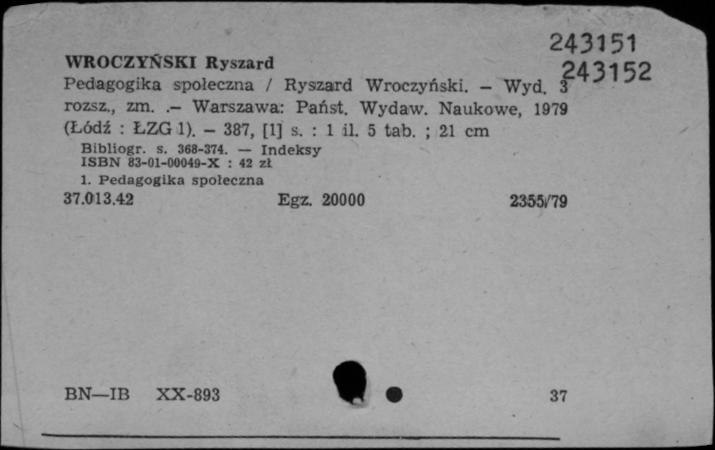 243151
WROCZYŃSKI Ryszard
243152
Pedagogika społeczna / Ryszard Wroczyński. — Wyd. 3
rozsz., zm. .— Warszawa: Państ. Wydaw. Naukowe, 1979
(Łódź : ŁZG 1). — 387, [1] s. : 1 il. 5 tab. ; 21 cm
Bibliogr. s. 368-374. — Indeksy
ISBN 83-01-00049-X : 42 zł
1. Pedagogika społeczna
37.013.42 Egz. 20000 2355/79
BN—IB XX-893 37